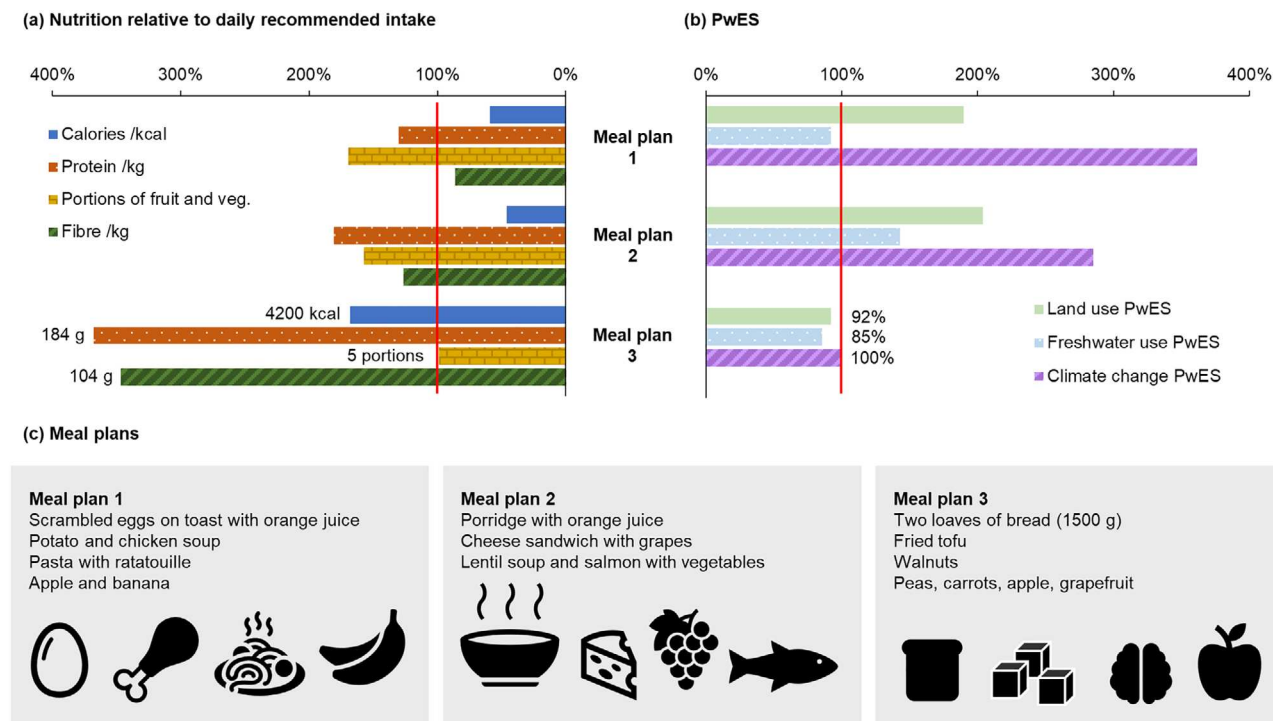 (a) Nutrition relative to daily recommended intake
400% 300% 200% 100% 0%
Calories /kcal
Protein /kg
Portions of fruit and veg.
Fibre /kg
4200 kcal
184 g
5 portions
104 g
Meal plan
1
Meal plan
2
Meal plan
3
(b) PwES
0% 100% 200% 300% 400%
92%
85%
100%
Land use PwES
Freshwater use PwES
Climate change PwES
(c) Meal plans
Meal plan 1
Scrambled eggs on toast with orange juice
Potato and chicken soup
Pasta with ratatouille
Apple and banana
Meal plan 2
Porridge with orange juice
Cheese sandwich with grapes
Lentil soup and salmon with vegetables
Meal plan 3
Two loaves of bread (1500 g)
Fried tofu
Walnuts
Peas, carrots, apple, grapefruit